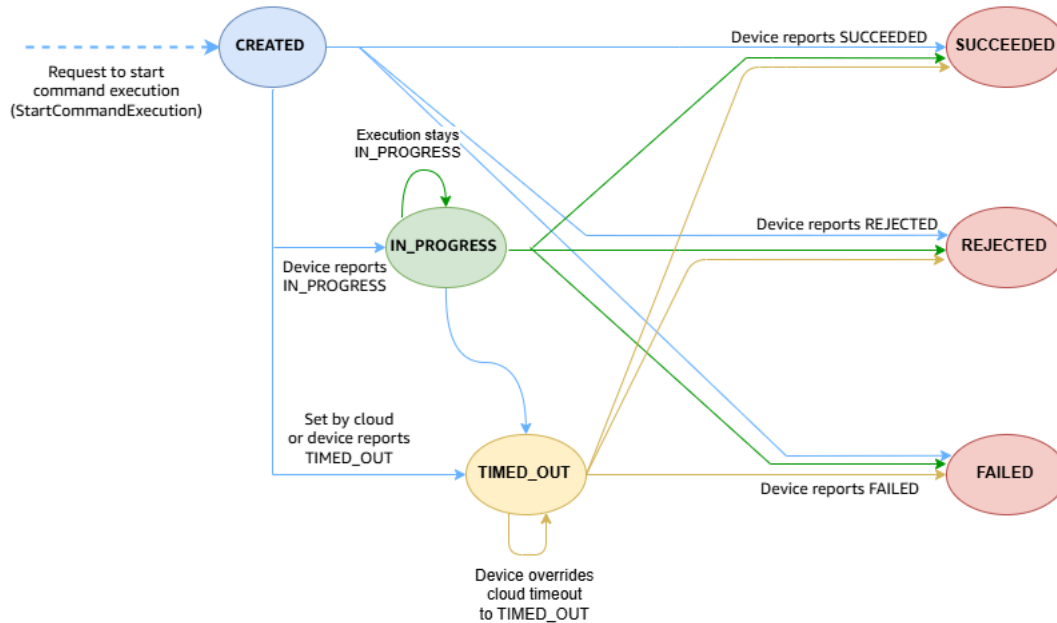 CREATED
Device reports SUCCEEDED
SUCCEEDED
Request to start
command execution
(StartCommandExecution)
Execution stays
IN_PROGRESS
IN_PROGRESS
Device reports REJECTED
REJECTED
Device reports
IN_PROGRESS
Set by cloud
or device reports
TIMED_OUT
TIMED_OUT
Device reports FAILED
FAILED
Device overrides
cloud timeout
to TIMED_OUT